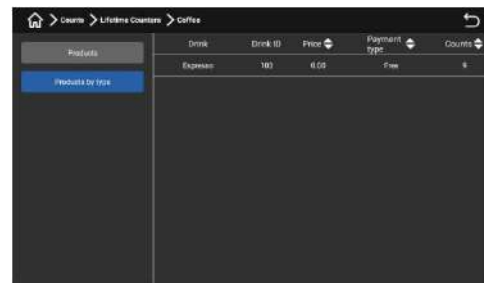 Counts > Lifetime Counters > Coffee
Products
Products by type
Drink Drink ID Price Payment type Counts
Espresso 100 0.00 Free